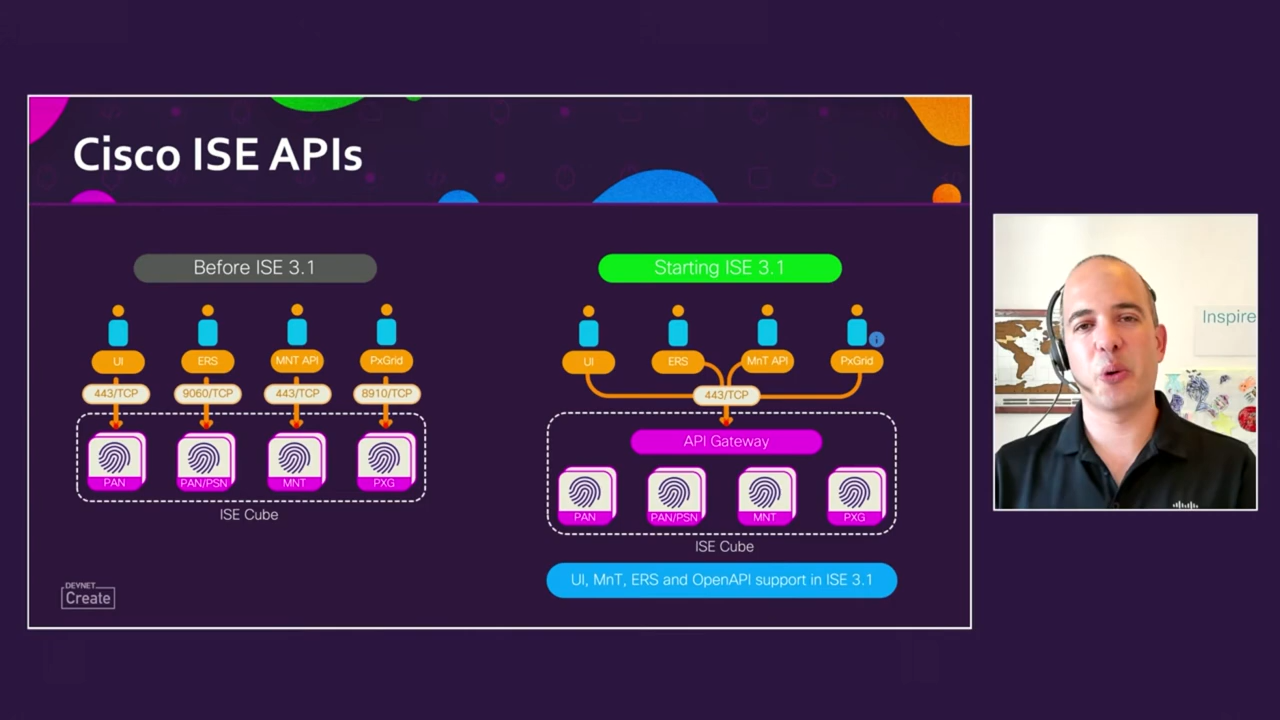 Cisco ISE APIs
Before ISE 3.1
UI
ERS
MNT API
PxGrid
443/TCP
9060/TCP
443/TCP
8910/TCP
PAN
PAN/PSN
MNT
PXG
ISE Cube
Starting ISE 3.1
UI
ERS
MnT API
PxGrid
i
443/TCP
API Gateway
PAN
PAN/PSN
MNT
PXG
ISE Cube
UI, MnT, ERS and OpenAPI support in ISE 3.1
DEVNET
Create
Inspire